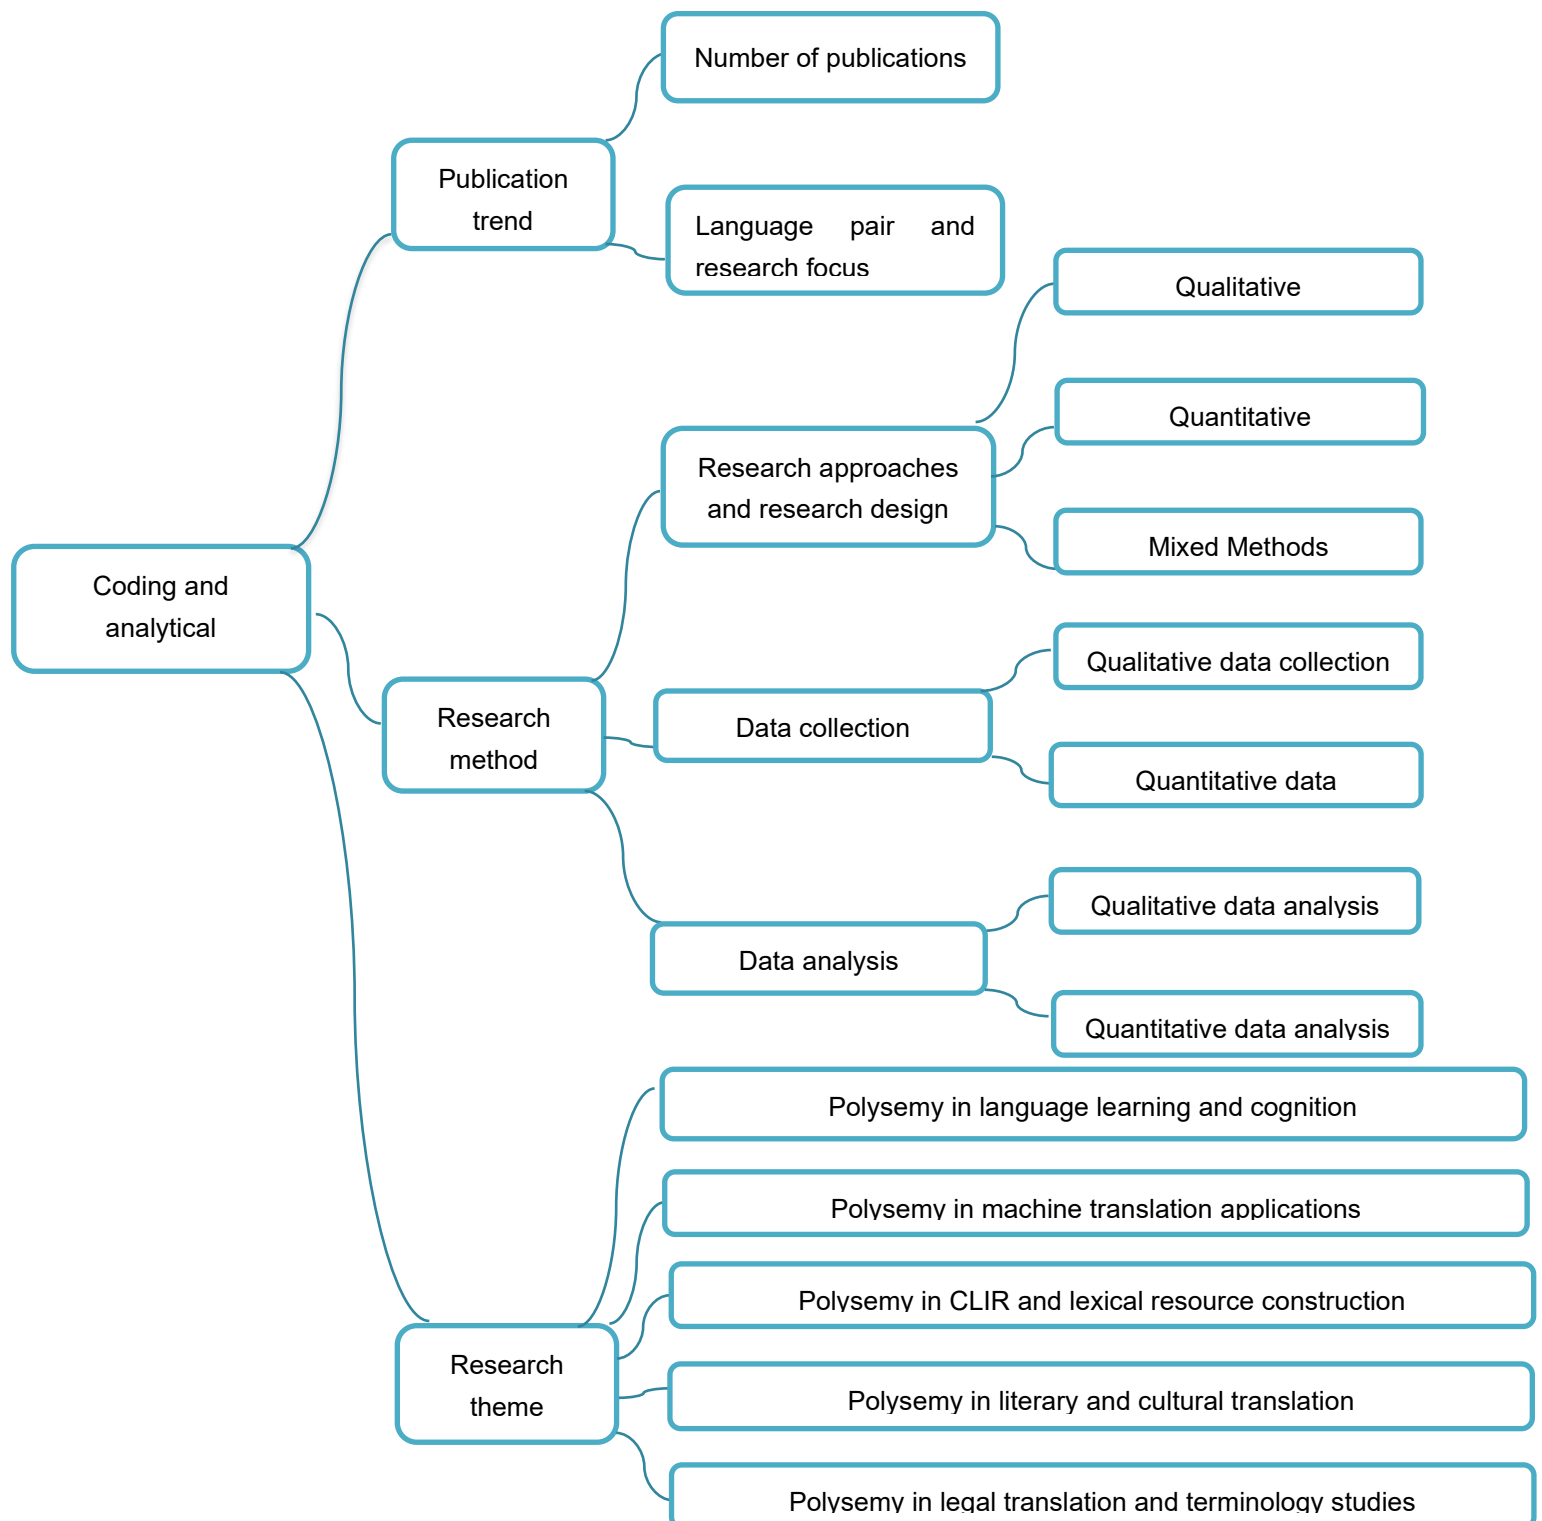 Number of publications
Publication
trend
Language pair and
research focus
Qualitative
Quantitative
Research approaches
and research design
Mixed Methods
Coding and
analytical
Qualitative data collection
Research
method
Data collection
Quantitative data
Qualitative data analysis
Data analysis
Quantitative data analysis
Polysemy in language learning and cognition
Polysemy in machine translation applications
Polysemy in CLIR and lexical resource construction
Research
theme
Polysemy in literary and cultural translation
Polysemy in legal translation and terminology studies